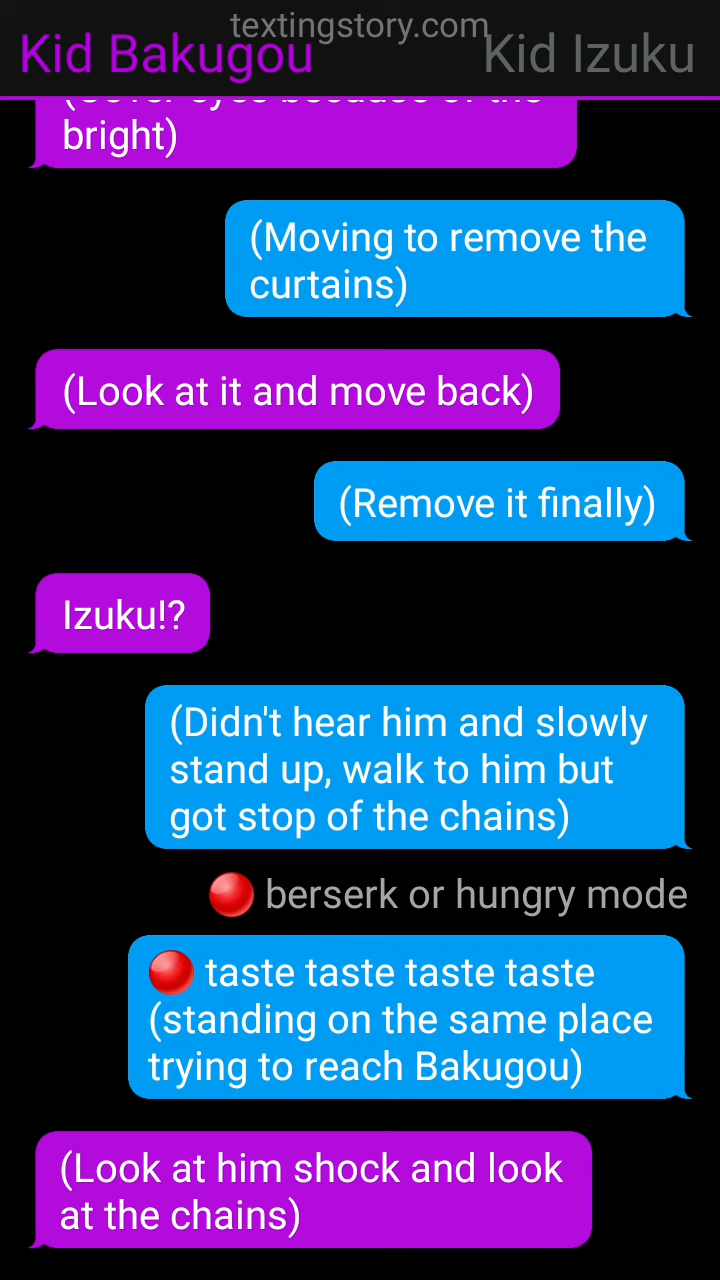 textingstory.com
Kid Bakugou
Kid Izuku
bright)
(Moving to remove the
curtains)
(Look at it and move back)
(Remove it finally)
Izuku!?
(Didn't hear him and slowly
stand up, walk to him but
got stop of the chains)
🔴 berserk or hungry mode
🔴 taste taste taste taste
(standing on the same place
trying to reach Bakugou)
(Look at him shock and look
at the chains)